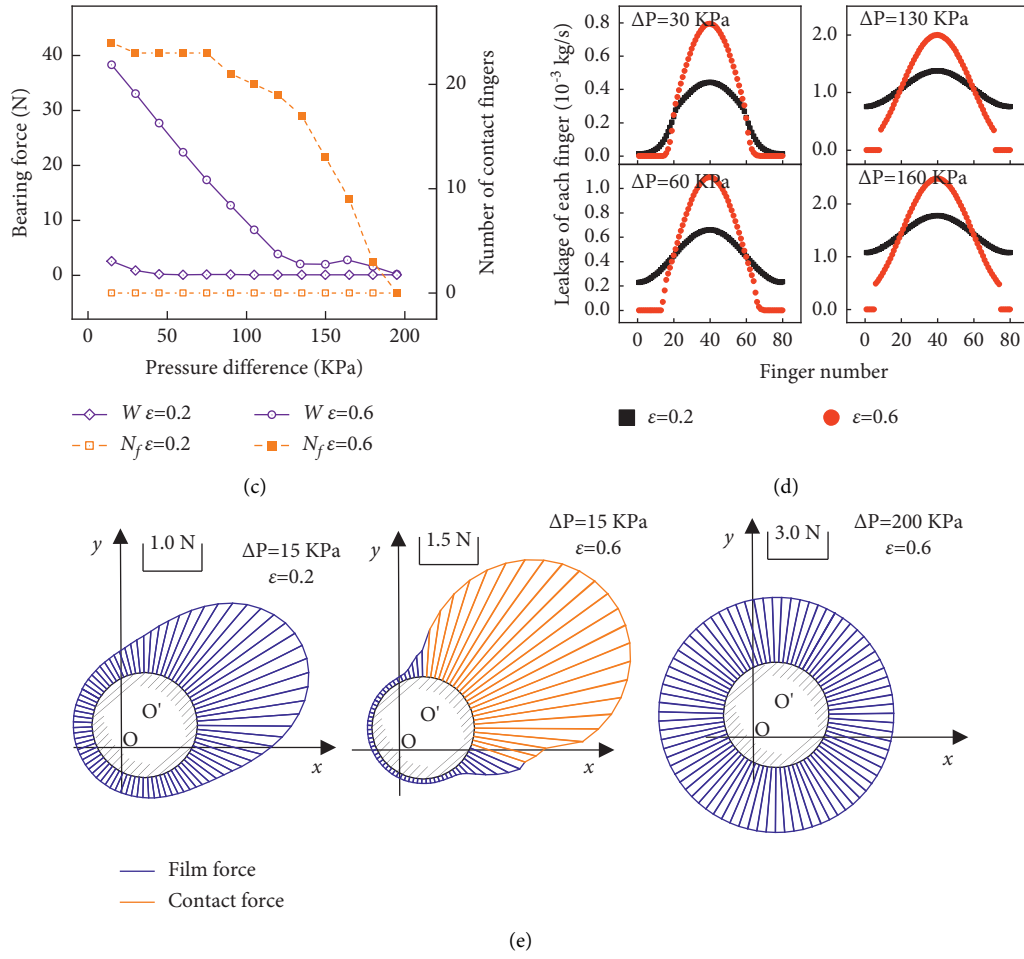 40
30
20
10
0
Bearing force (N)
20
10
0
Number of contact fingers
0
50
100
150
200
Pressure difference (KPa)
W ε=0.2
W ε=0.6
N_f ε=0.2
N_f ε=0.6
(c)
ΔP=30 KPa
0.8
0.6
0.4
0.2
0.0
ΔP=130 KPa
2.0
1.0
0.0
ΔP=60 KPa
1.0
0.8
0.6
0.4
0.2
0.0
ΔP=160 KPa
2.0
1.0
0.0
Leakage of each finger (10⁻³ kg/s)
0 20 40 60 80
0 20 40 60 80
Finger number
ε=0.2
ε=0.6
(d)
y
1.0 N
ΔP=15 KPa
ε=0.2
O'
O
x
y
1.5 N
ΔP=15 KPa
ε=0.6
O'
O
x
y
3.0 N
ΔP=200 KPa
ε=0.6
O'
O
x
Film force
Contact force
(e)